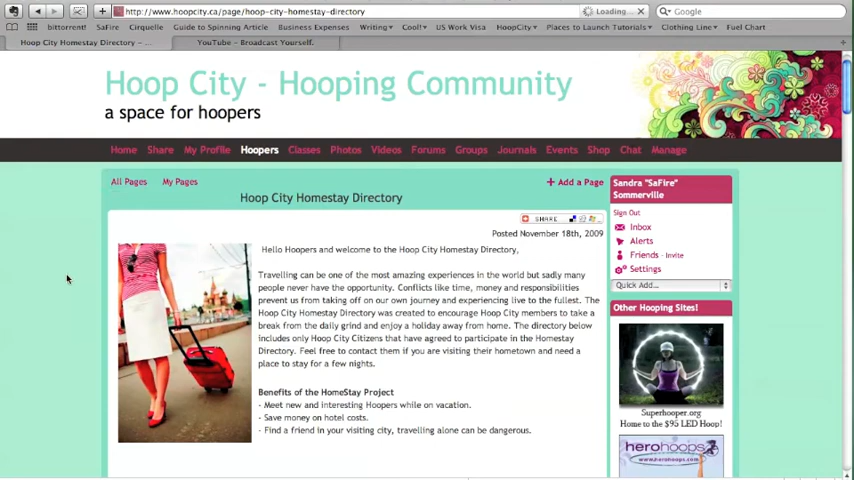 http://www.hoopcity.ca/page/hoop-city-homestay-directory
Loading...
Google
bittorrent! SaFire Cirquelle Guide to Spinning Article Business Expenses Writing Cool! US Work Visa HoopCity Places to Launch Tutorials Clothing Line Fuel Chart
Hoop City Homestay Directory – ...
YouTube – Broadcast Yourself.
Hoop City - Hooping Community
a space for hoopers
Home Share My Profile Hoopers Classes Photos Videos Forums Groups Journals Events Shop Chat Manage
All Pages My Pages
+ Add a Page
Hoop City Homestay Directory
SHARE
Posted November 18th, 2009
Hello Hoopers and welcome to the Hoop City Homestay Directory,
Travelling can be one of the most amazing experiences in the world but sadly many
people never have the opportunity. Conflicts like time, money and responsibilities
prevent us from taking off on our own journey and experiencing live to the fullest. The
Hoop City Homestay Directory was created to encourage Hoop City members to take a
break from the daily grind and enjoy a holiday away from home. The directory below
includes only Hoop City Citizens that have agreed to participate in the Homestay
Directory. Feel free to contact them if you are visiting their hometown and need a
place to stay for a few nights.
Benefits of the HomeStay Project
- Meet new and interesting Hoopers while on vacation.
- Save money on hotel costs.
- Find a friend in your visiting city, travelling alone can be dangerous.
Sandra "SaFire"
Sommerville
Sign Out
Inbox
Alerts
Friends - Invite
Settings
Quick Add...
Other Hooping Sites!
Superhooper.org
Home to the $95 LED Hoop!
herohoops
www.herohoops.com